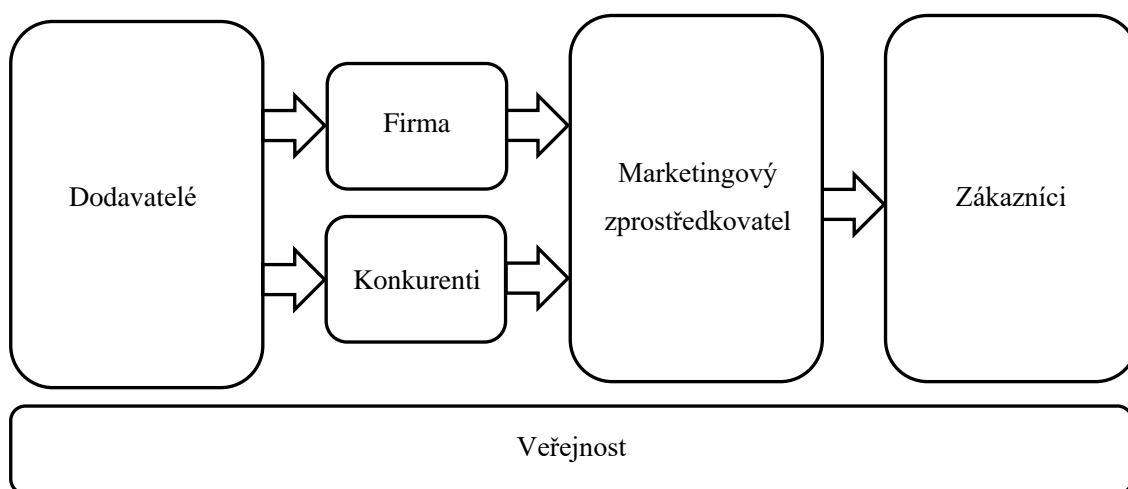 Dodavatelé
Firma
Konkurenti
Marketingový
zprostředkovatel
Zákazníci
Veřejnost